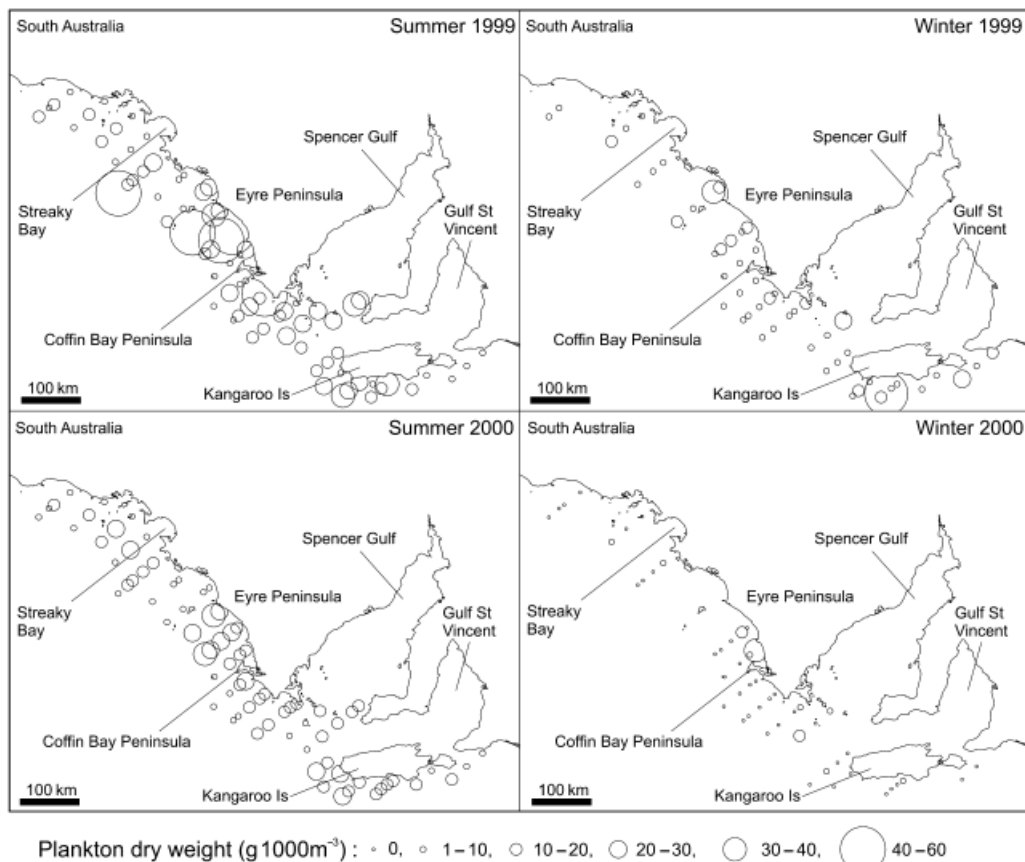 South Australia
Summer 1999
Spencer Gulf
Eyre Peninsula
Gulf St
Vincent
Streaky
Bay
Coffin Bay Peninsula
Kangaroo Is
100 km
South Australia
Winter 1999
Spencer Gulf
Eyre Peninsula
Gulf St
Vincent
Streaky
Bay
Coffin Bay Peninsula
Kangaroo Is
100 km
South Australia
Summer 2000
Spencer Gulf
Eyre Peninsula
Gulf St
Vincent
Streaky
Bay
Coffin Bay Peninsula
Kangaroo Is
100 km
South Australia
Winter 2000
Spencer Gulf
Eyre Peninsula
Gulf St
Vincent
Streaky
Bay
Coffin Bay Peninsula
Kangaroo Is
100 km
Plankton dry weight (g1000m⁻³) : 0, 1–10, 10–20, 20–30, 30–40, 40–60